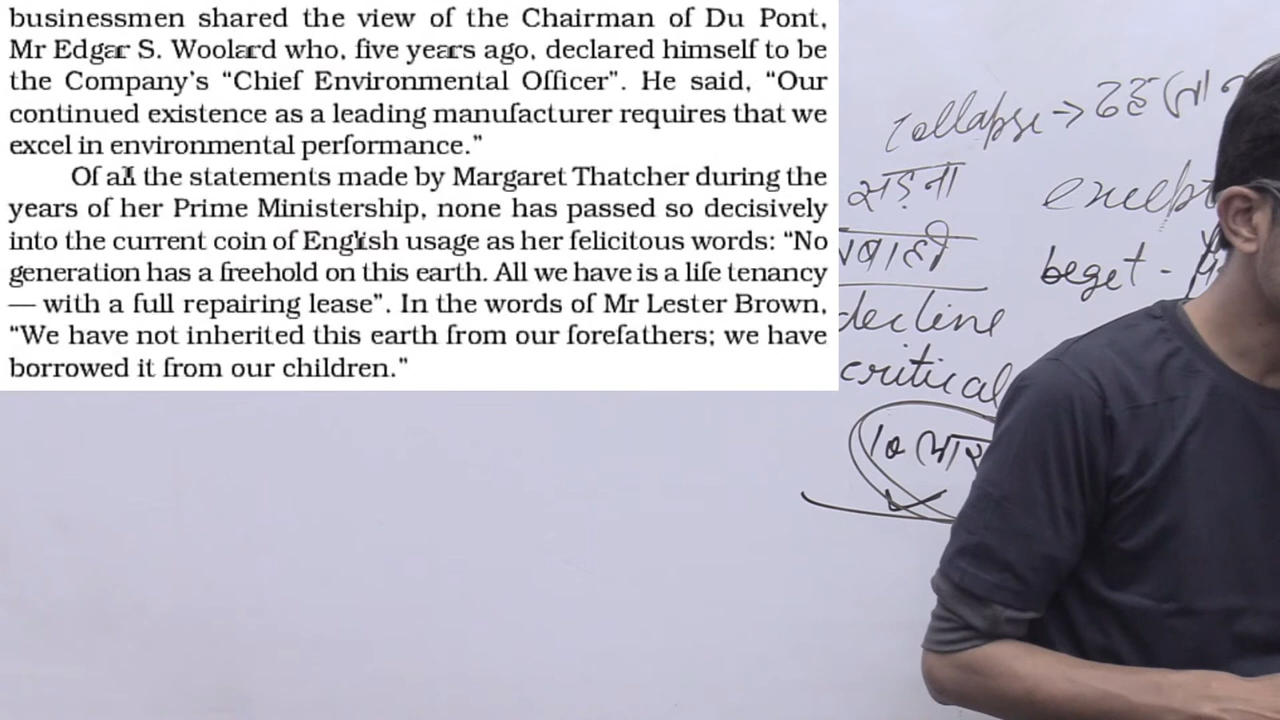 businessmen shared the view of the Chairman of Du Pont,
Mr Edgar S. Woolard who, five years ago, declared himself to be
the Company's “Chief Environmental Officer”. He said, “Our
continued existence as a leading manufacturer requires that we
excel in environmental performance.”
Of all the statements made by Margaret Thatcher during the
years of her Prime Ministership, none has passed so decisively
into the current coin of English usage as her felicitous words: “No
generation has a freehold on this earth. All we have is a life tenancy
— with a full repairing lease”. In the words of Mr Lester Brown,
“We have not inherited this earth from our forefathers; we have
borrowed it from our children.”
collapse →
सड़ना
beget -
decline
critical
10